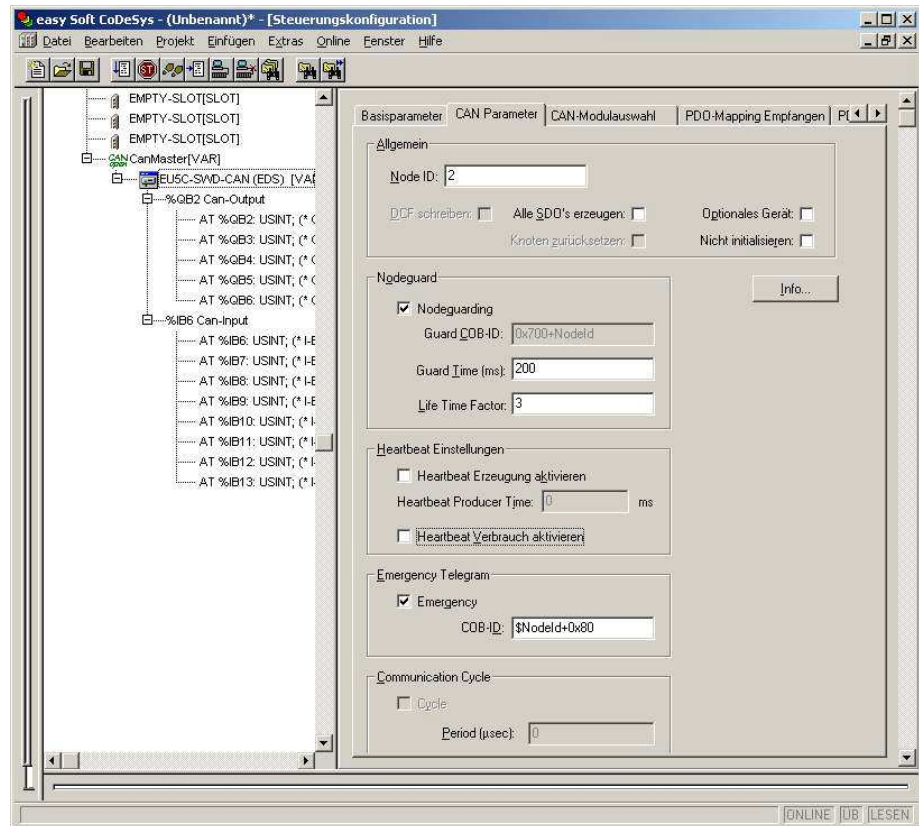 easy Soft CoDeSys - (Unbenannt)* - [Steuerungskonfiguration]
Datei Bearbeiten Projekt Einfügen Extras Online Fenster Hilfe
EMPTY-SLOT[SLOT]
EMPTY-SLOT[SLOT]
EMPTY-SLOT[SLOT]
CAN open CanMaster[VAR]
EU5C-SWD-CAN (EDS) [VAR
%QB2 Can-Output
AT %QB2: USINT; (*
AT %QB3: USINT; (*
AT %QB4: USINT; (*
AT %QB5: USINT; (*
AT %QB6: USINT; (*
%IB6 Can-Input
AT %IB6: USINT; (* I-E
AT %IB7: USINT; (* I-E
AT %IB8: USINT; (* I-E
AT %IB9: USINT; (* I-E
AT %IB10: USINT; (* I-
AT %IB11: USINT; (* I-
AT %IB12: USINT; (* I-
AT %IB13: USINT; (* I-
Basisparameter CAN Parameter CAN-Modulauswahl PDO-Mapping Empfangen
Allgemein
Node ID: 2
DCF schreiben: Alle SDO's erzeugen: Optionales Gerät:
Knoten zurücksetzen: Nicht initialisieren:
Nodeguard
Info...
Nodeguarding
Guard COB-ID: 0x700+NodeId
Guard Time (ms): 200
Life Time Factor: 3
Heartbeat Einstellungen
Heartbeat Erzeugung aktivieren
Heartbeat Producer Time: 0 ms
Heartbeat Verbrauch aktivieren
Emergency Telegram
Emergency
COB-ID: $NodeId+0x80
Communication Cycle
Cycle
Period (µsec): 0
ONLINE ÜB LESEN